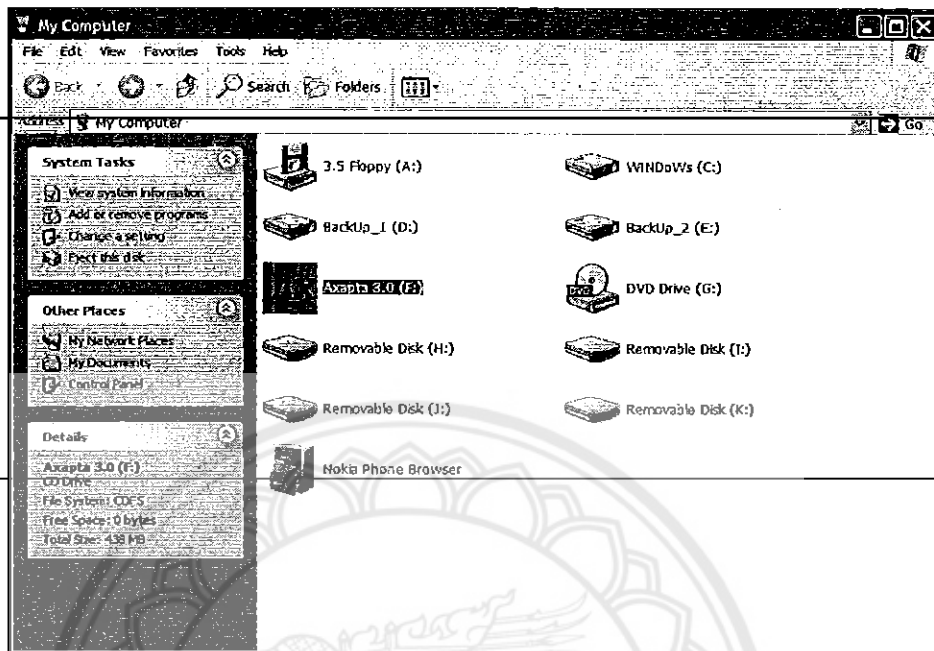 My Computer
File Edit View Favorites Tools Help
Back Search Folders
Address My Computer Go
System Tasks
View system information
Add or remove programs
Change a setting
Eject this disk
Other Places
My Network Places
My Documents
Control Panel
Details
Axapta 3.0 (F:)
CD Drive
File System: CDFS
Free Space: 0 bytes
Total Size: 438 MB
3.5 Floppy (A:)
WiNDoWs (C:)
BackUp_1 (D:)
BackUp_2 (E:)
Axapta 3.0 (F:)
DVD Drive (G:)
Removable Disk (H:)
Removable Disk (I:)
Removable Disk (J:)
Removable Disk (K:)
Nokia Phone Browser